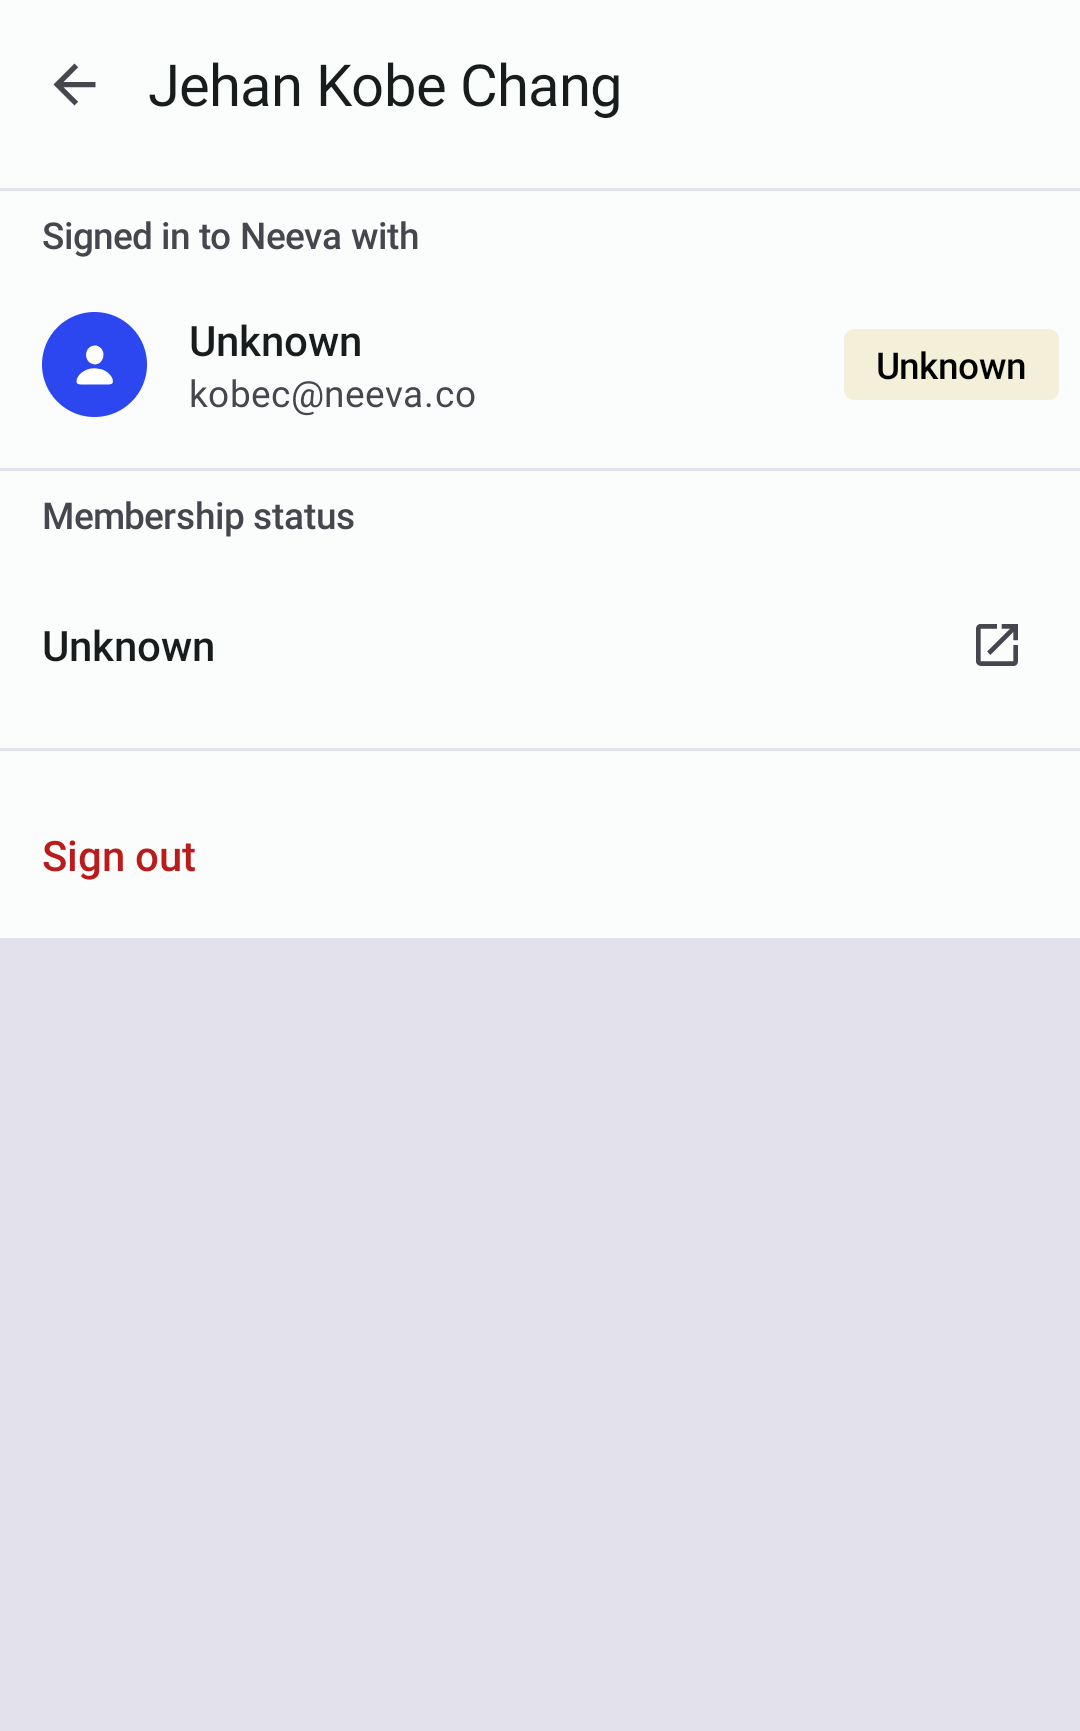 Jehan Kobe Chang
Signed in to Neeva with
Unknown
kobec@neeva.co
Unknown
Membership status
Unknown
Sign out